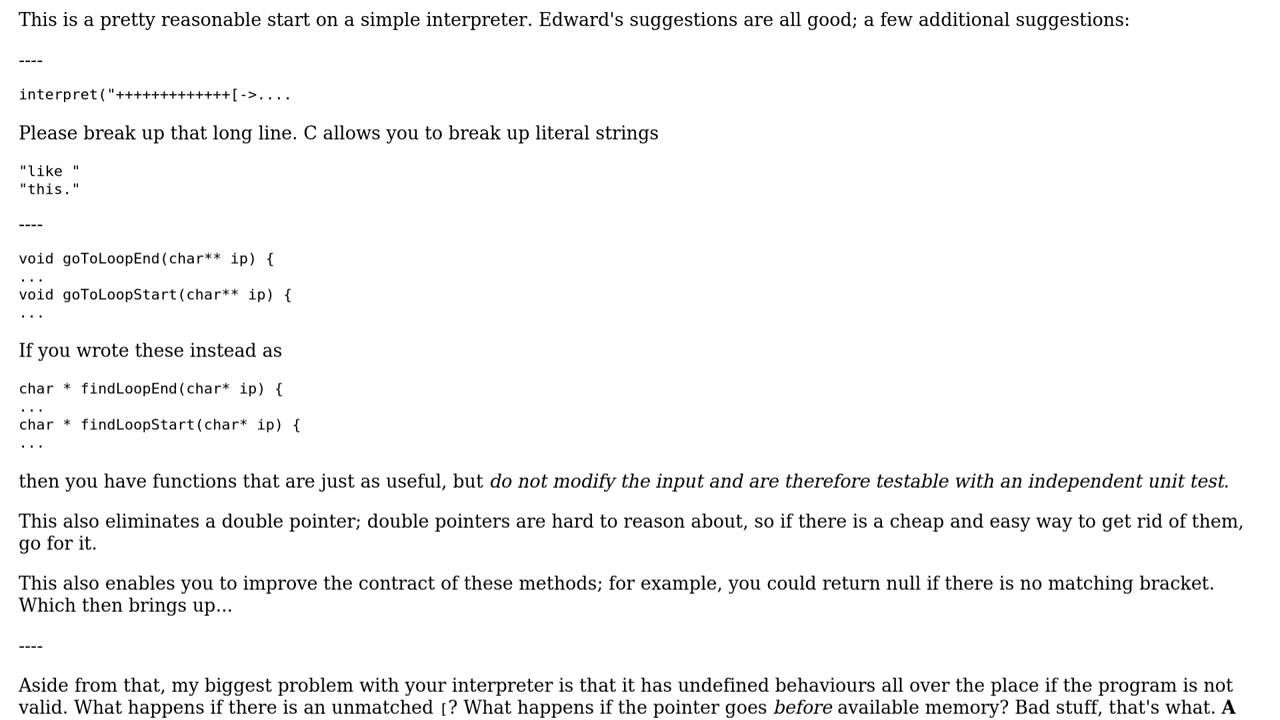 This is a pretty reasonable start on a simple interpreter. Edward's suggestions are all good; a few additional suggestions:
----
interpret("+++++++++++++[->....
Please break up that long line. C allows you to break up literal strings
"like "
"this."
----
void goToLoopEnd(char** ip) {
...
void goToLoopStart(char** ip) {
...
If you wrote these instead as
char * findLoopEnd(char* ip) {
...
char * findLoopStart(char* ip) {
...
then you have functions that are just as useful, but do not modify the input and are therefore testable with an independent unit test.
This also eliminates a double pointer; double pointers are hard to reason about, so if there is a cheap and easy way to get rid of them,
go for it.
This also enables you to improve the contract of these methods; for example, you could return null if there is no matching bracket.
Which then brings up...
----
Aside from that, my biggest problem with your interpreter is that it has undefined behaviours all over the place if the program is not
valid. What happens if there is an unmatched [? What happens if the pointer goes before available memory? Bad stuff, that's what. A